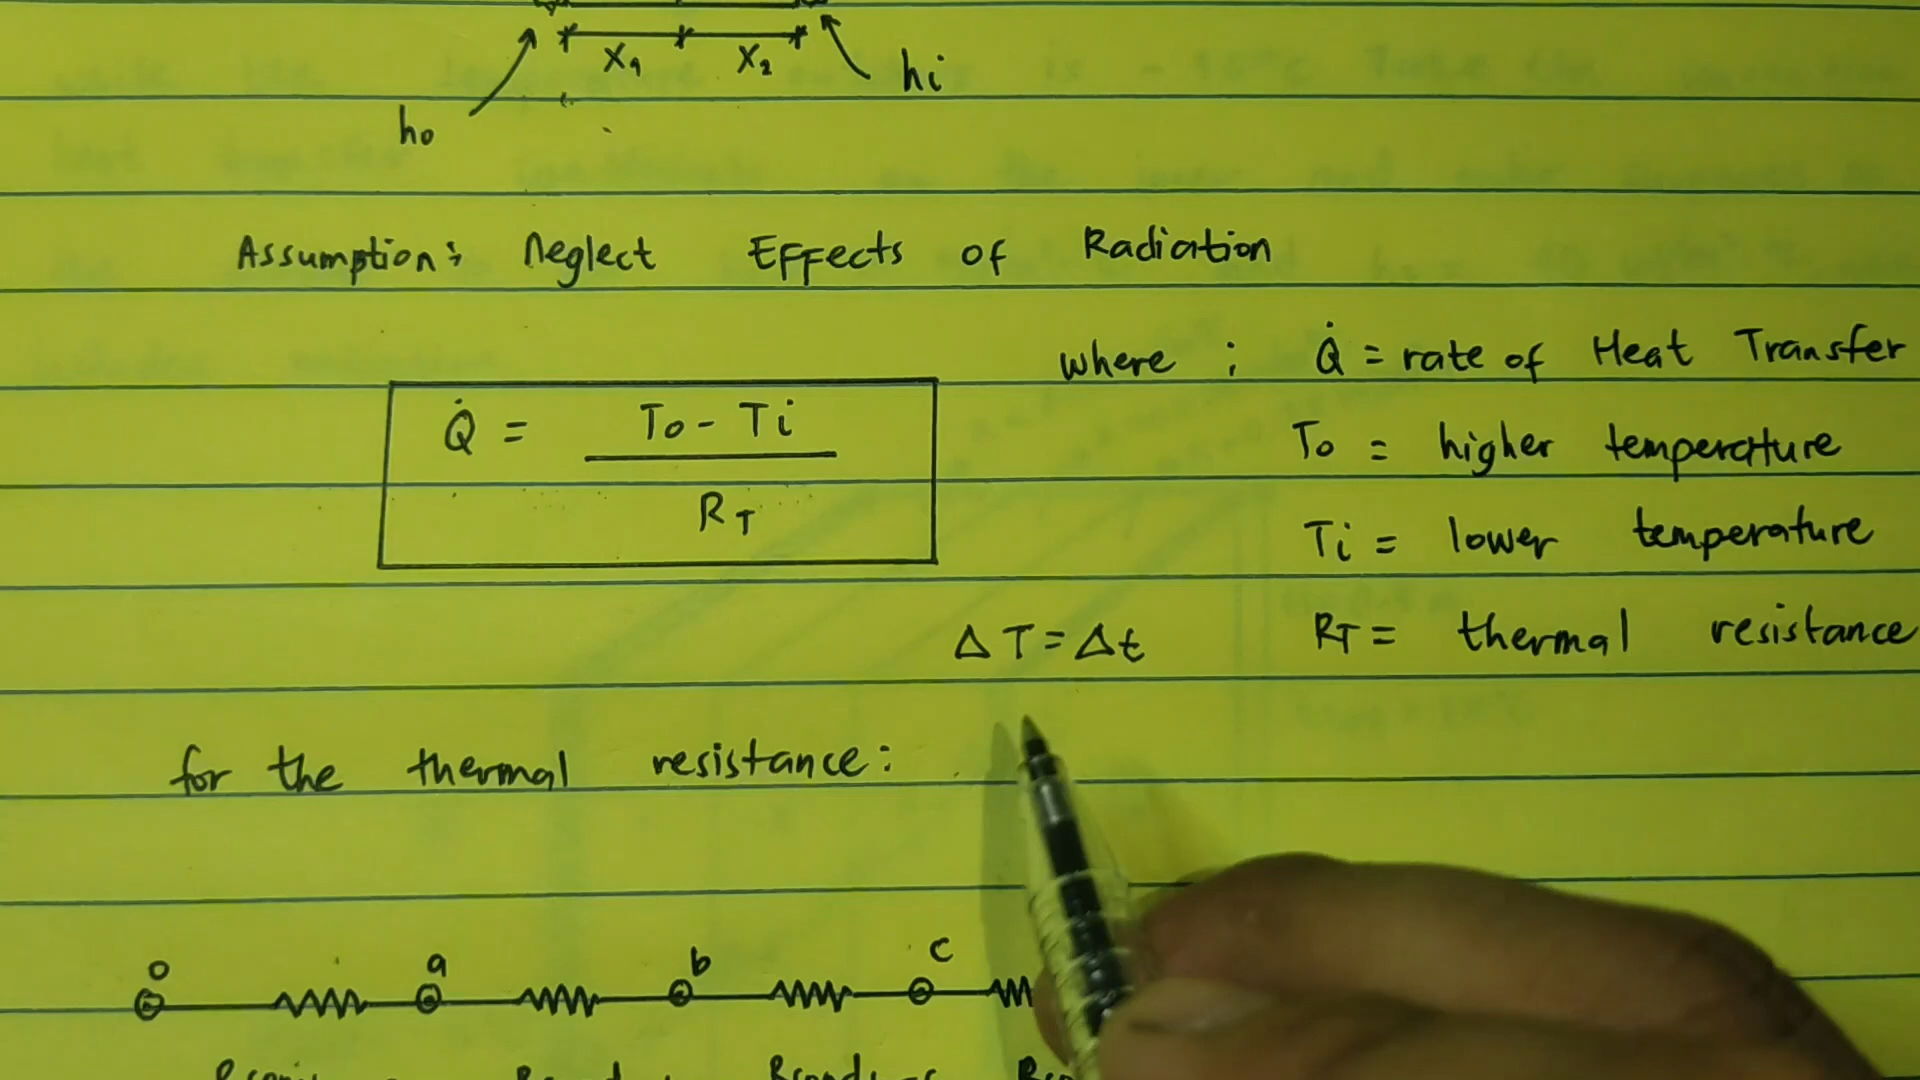 X1 X2 hi
ho
Assumption: Neglect Effects of Radiation
where : Q̇ = rate of Heat Transfer
Q̇ = To - Ti / RT
To = higher temperature
Ti = lower temperature
ΔT = Δt RT = thermal resistance
for the thermal resistance:
o a b c